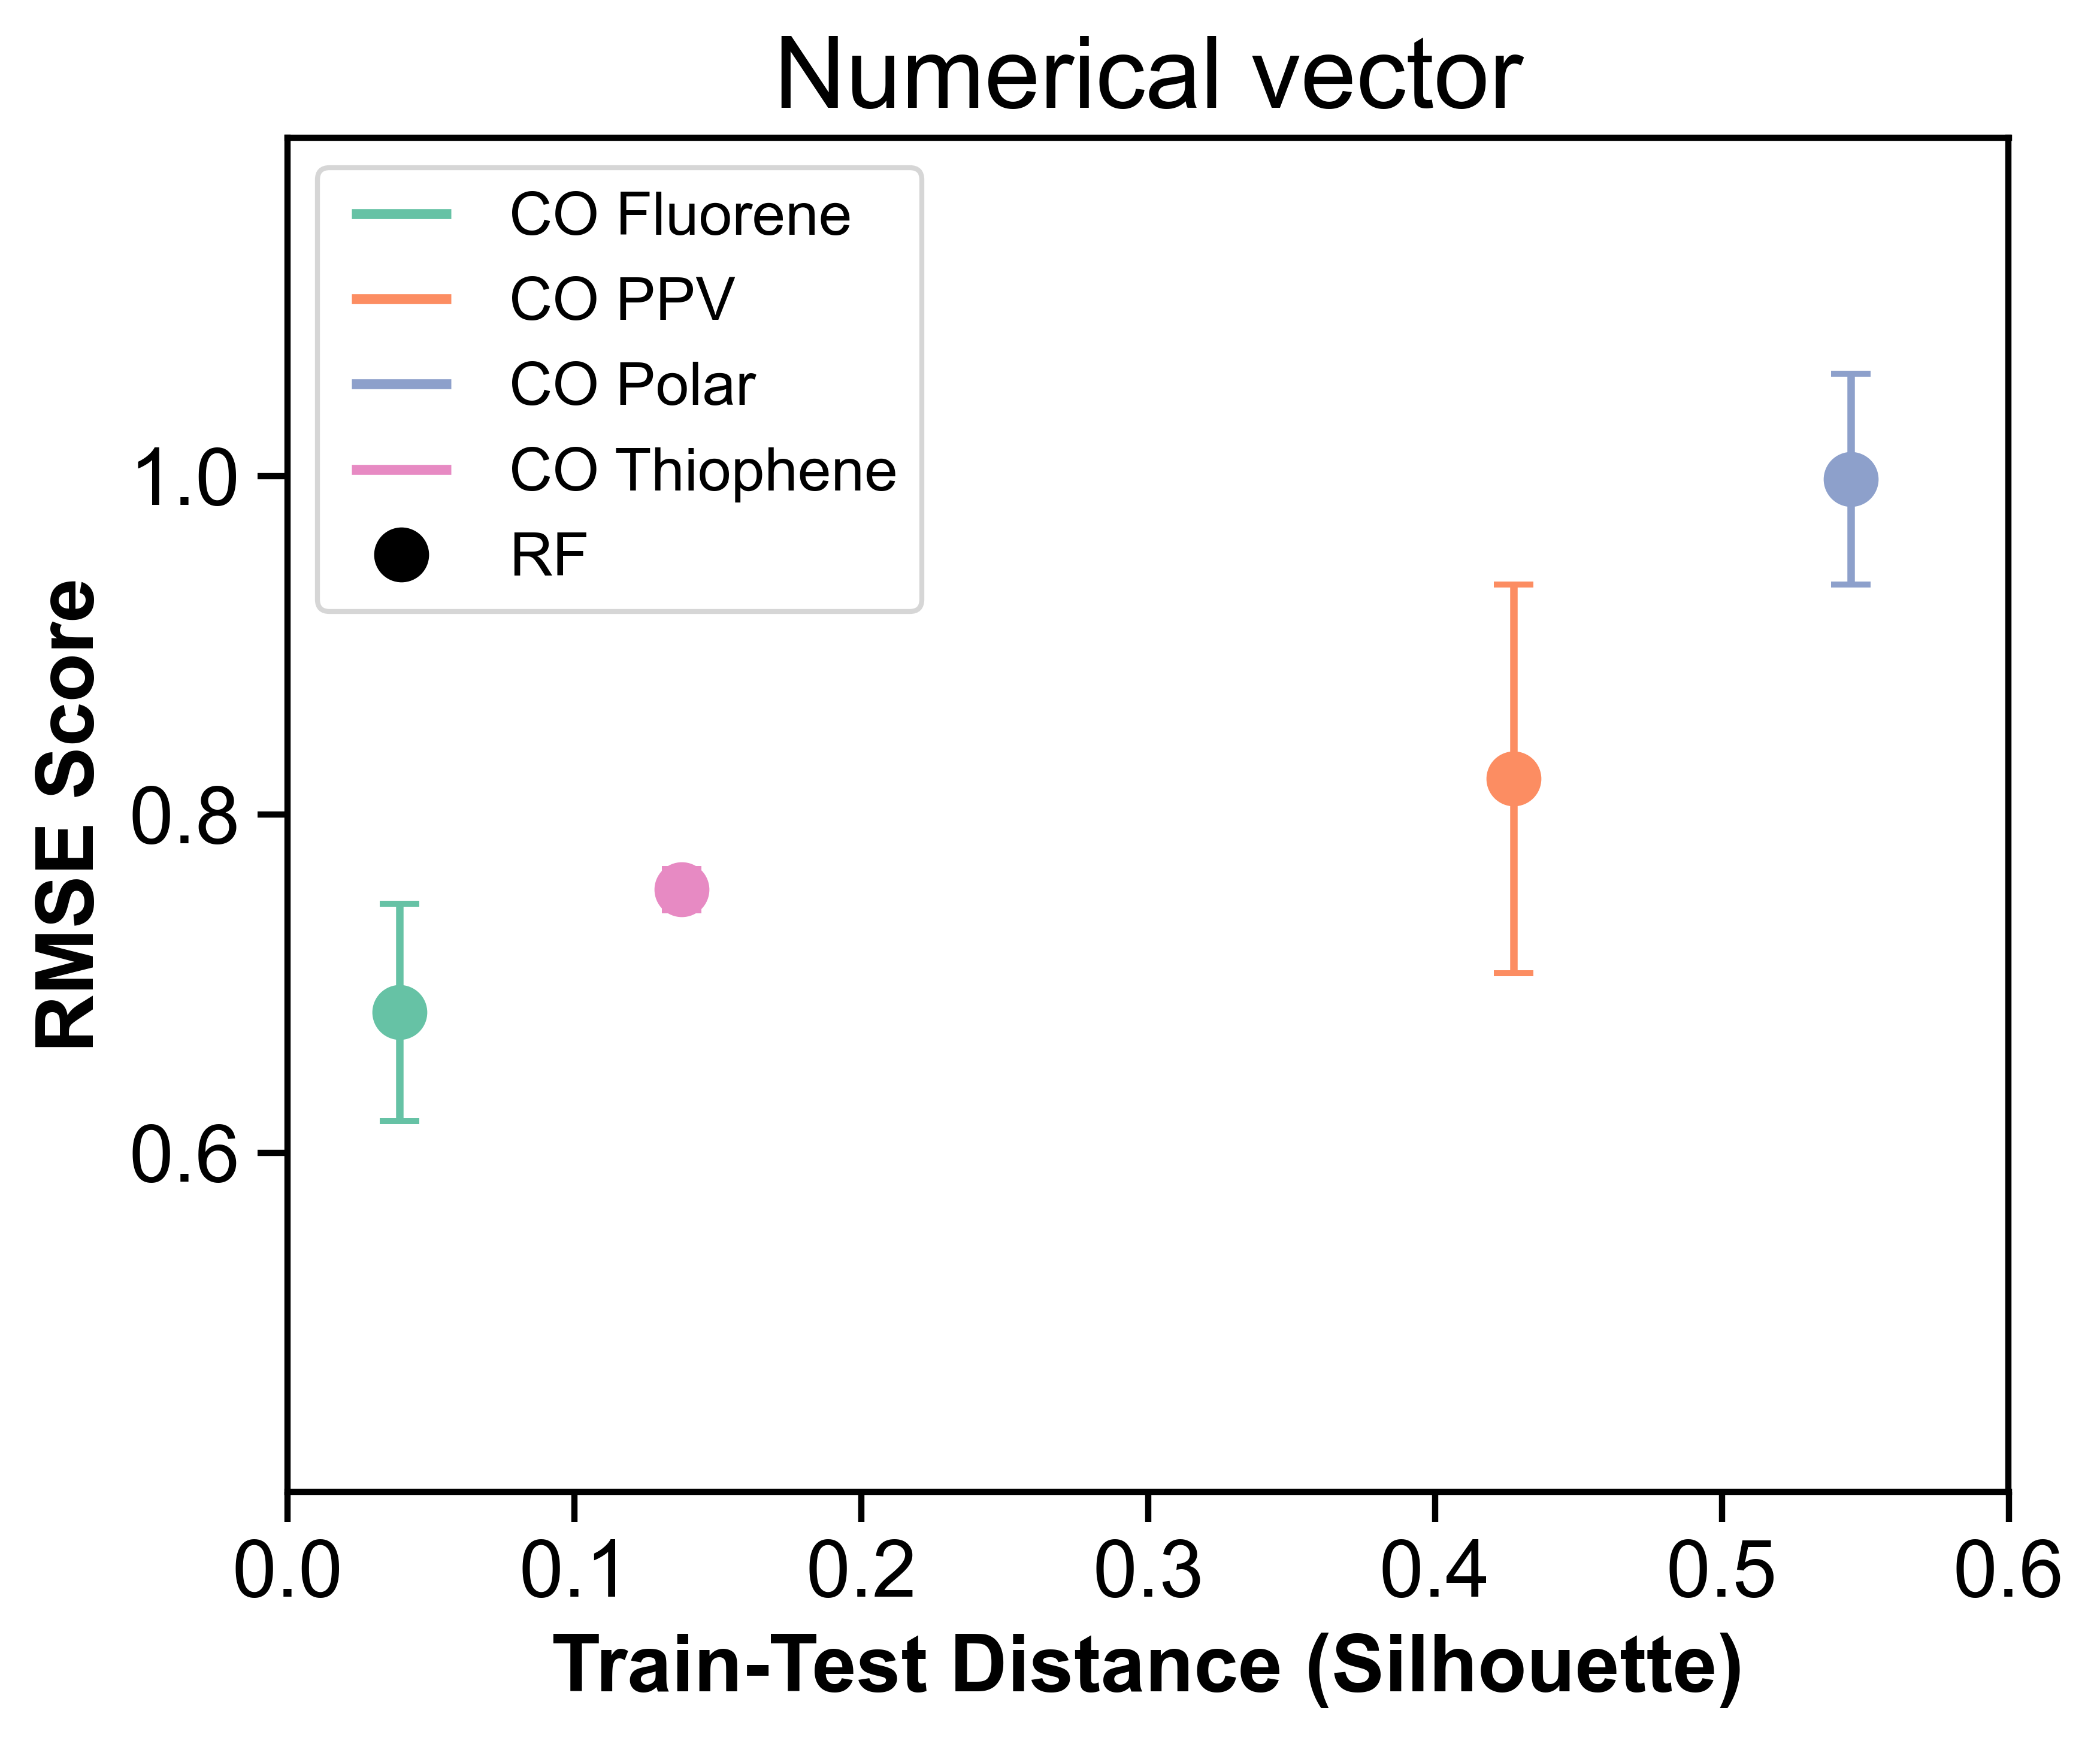 Numerical vector
CO Fluorene
CO PPV
CO Polar
CO Thiophene
RF
RMSE Score
1.0
0.8
0.6
0.0 0.1 0.2 0.3 0.4 0.5 0.6
Train-Test Distance (Silhouette)